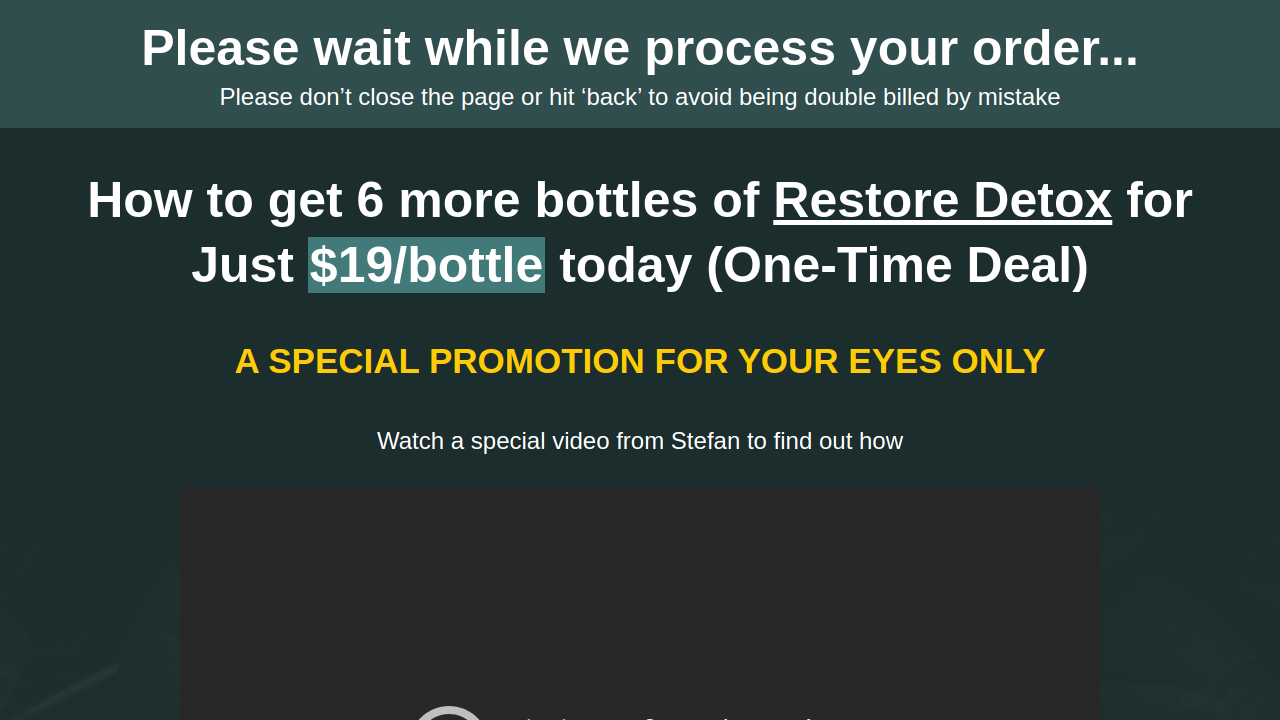 Please wait while we process your order...
Please don’t close the page or hit ‘back’ to avoid being double billed by mistake
How to get 6 more bottles of Restore Detox for
Just $19/bottle today (One-Time Deal)
A SPECIAL PROMOTION FOR YOUR EYES ONLY
Watch a special video from Stefan to find out how